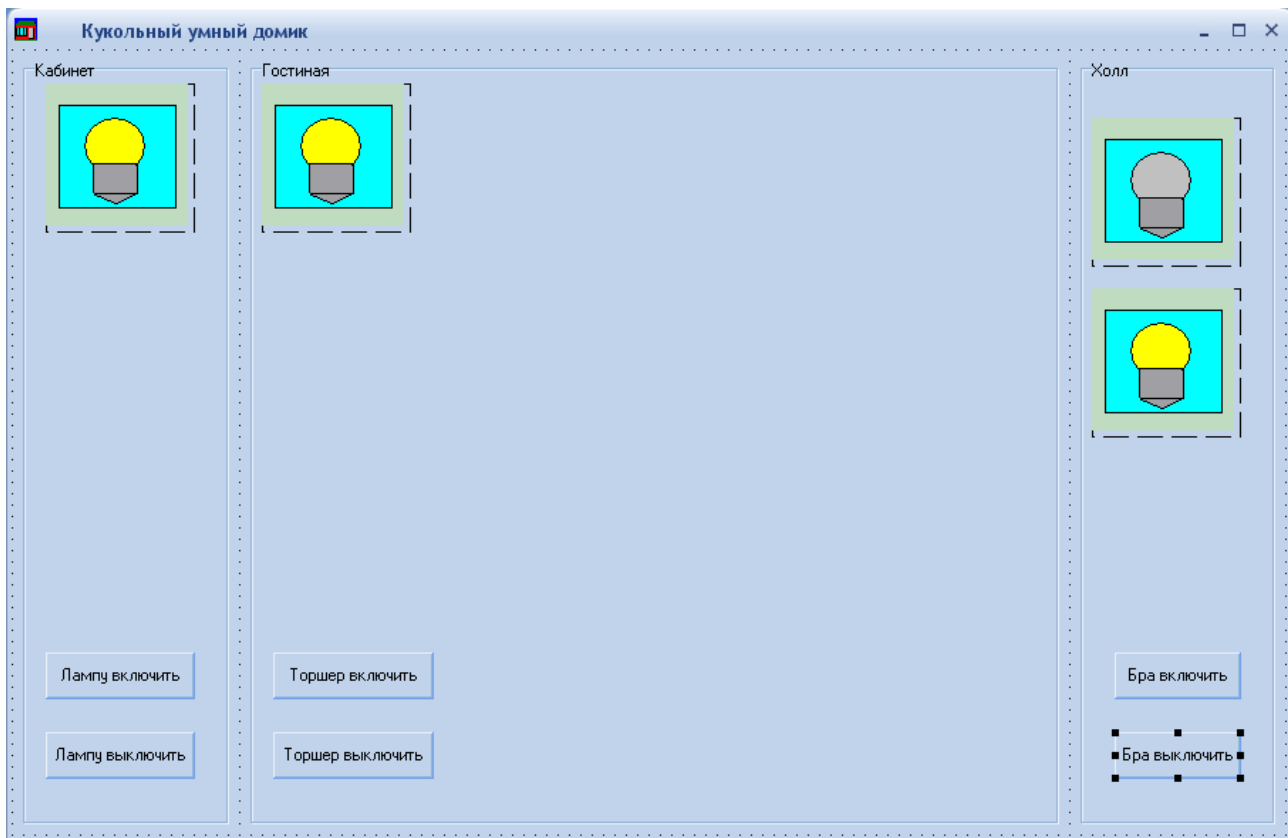 Кукольный умный домик
Кабинет
Гостиная
Холл
Лампу включить
Торшер включить
Бра включить
Лампу выключить
Торшер выключить
Бра выключить